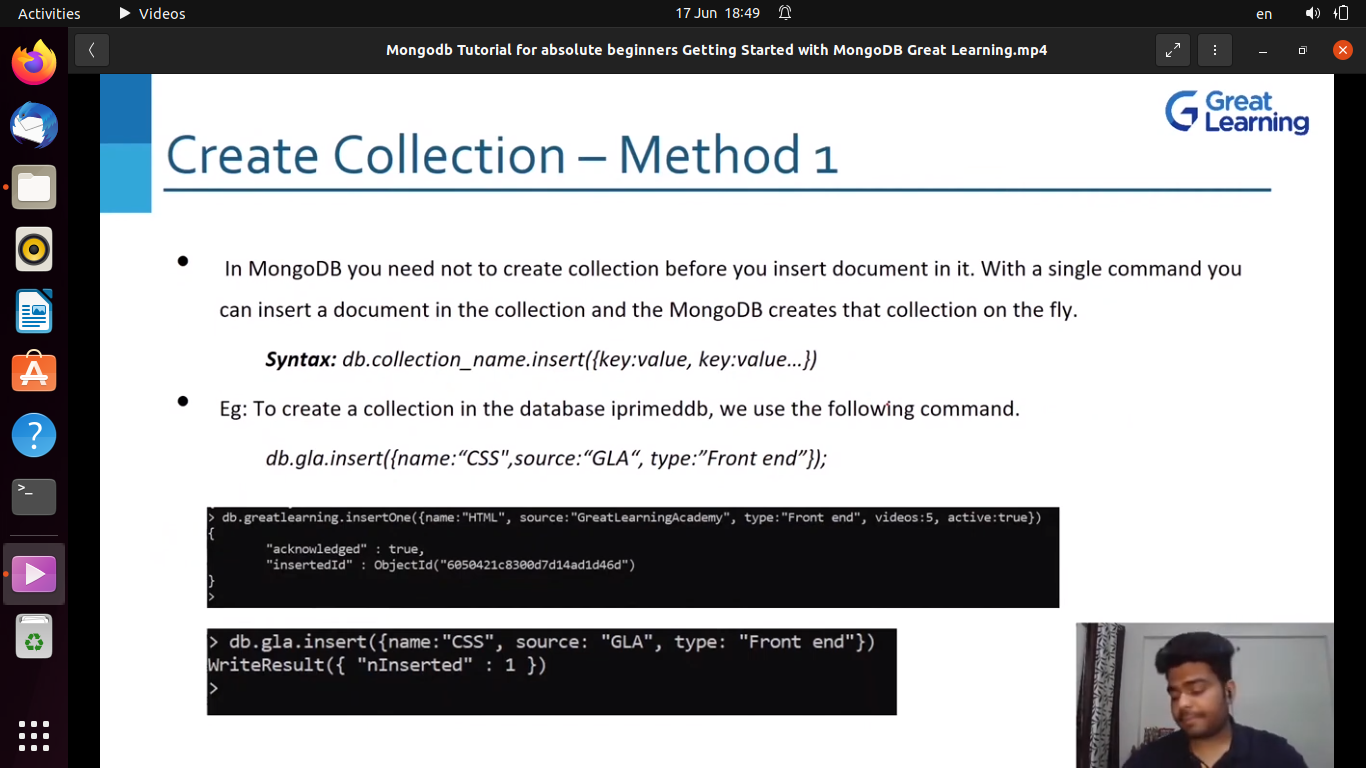 Activities
Videos
17 Jun 18:49
en
Mongodb Tutorial for absolute beginners Getting Started with MongoDB Great Learning.mp4
Great
Learning
Create Collection – Method 1
• In MongoDB you need not to create collection before you insert document in it. With a single command you
can insert a document in the collection and the MongoDB creates that collection on the fly.
Syntax: db.collection_name.insert({key:value, key:value…})
• Eg: To create a collection in the database iprimeddb, we use the following command.
db.gla.insert({name:“CSS",source:“GLA“, type:”Front end”});
> db.greatlearning.insertOne({name:"HTML", source:"GreatLearningAcademy", type:"Front end", videos:5, active:true})
{
"acknowledged" : true,
"insertedId" : ObjectId("6050421c8300d7d14ad1d46d")
}
>
> db.gla.insert({name:"CSS", source: "GLA", type: "Front end"})
WriteResult({ "nInserted" : 1 })
>